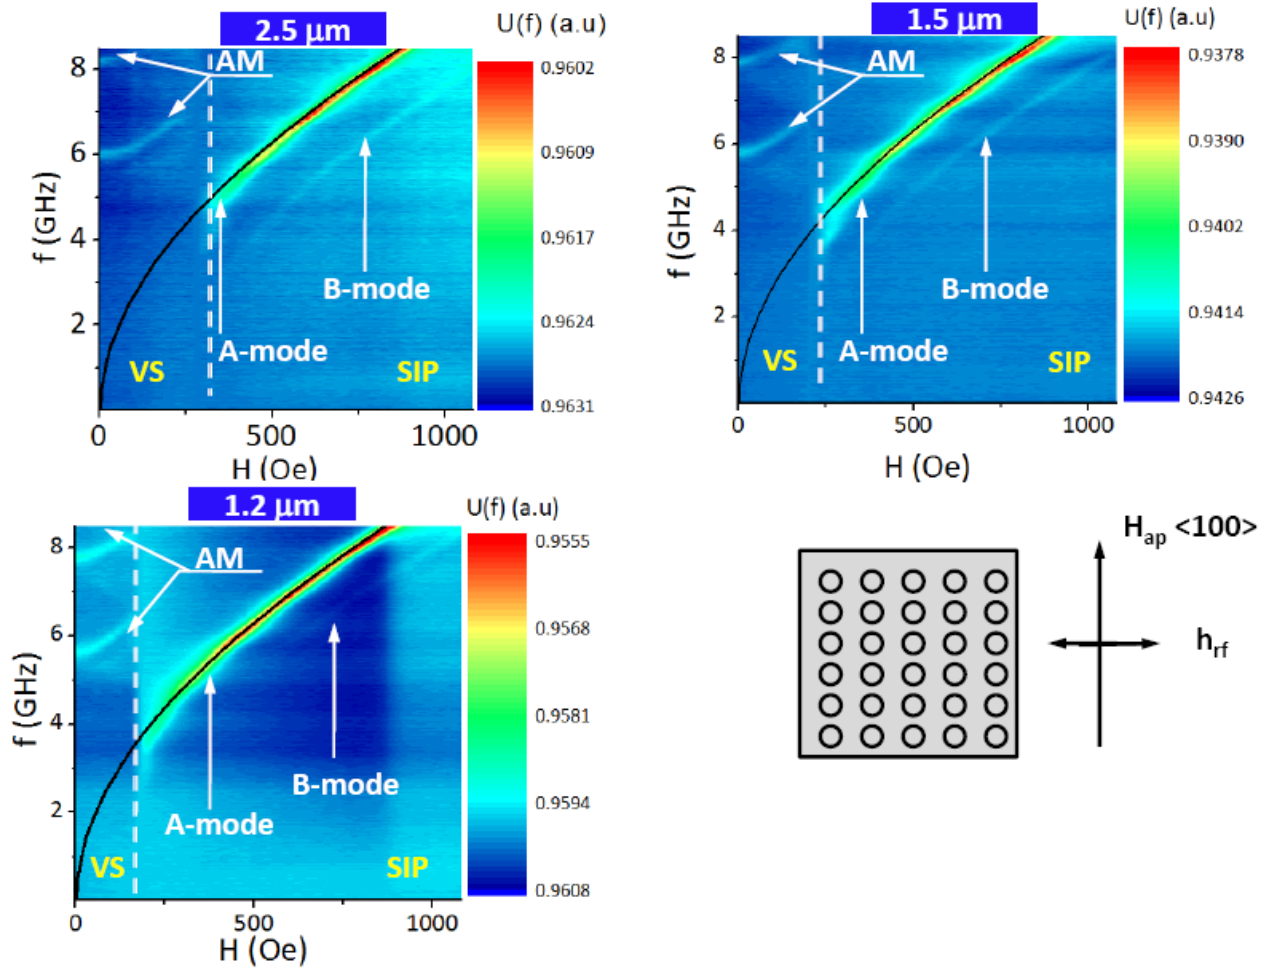 2.5 μm
U(f) (a.u)
8
6
4
2
f (GHz)
AM
B-mode
A-mode
VS
SIP
0
500
1000
H (Oe)
0.9602
0.9609
0.9617
0.9624
0.9631
1.5 μm
U(f) (a.u)
8
6
4
2
f (GHz)
AM
B-mode
A-mode
VS
SIP
0
500
1000
H (Oe)
0.9378
0.9390
0.9402
0.9414
0.9426
1.2 μm
U(f) (a.u)
8
6
4
2
f (GHz)
AM
B-mode
A-mode
VS
SIP
0
500
1000
H (Oe)
0.9555
0.9568
0.9581
0.9594
0.9608
Hap <100>
hrf